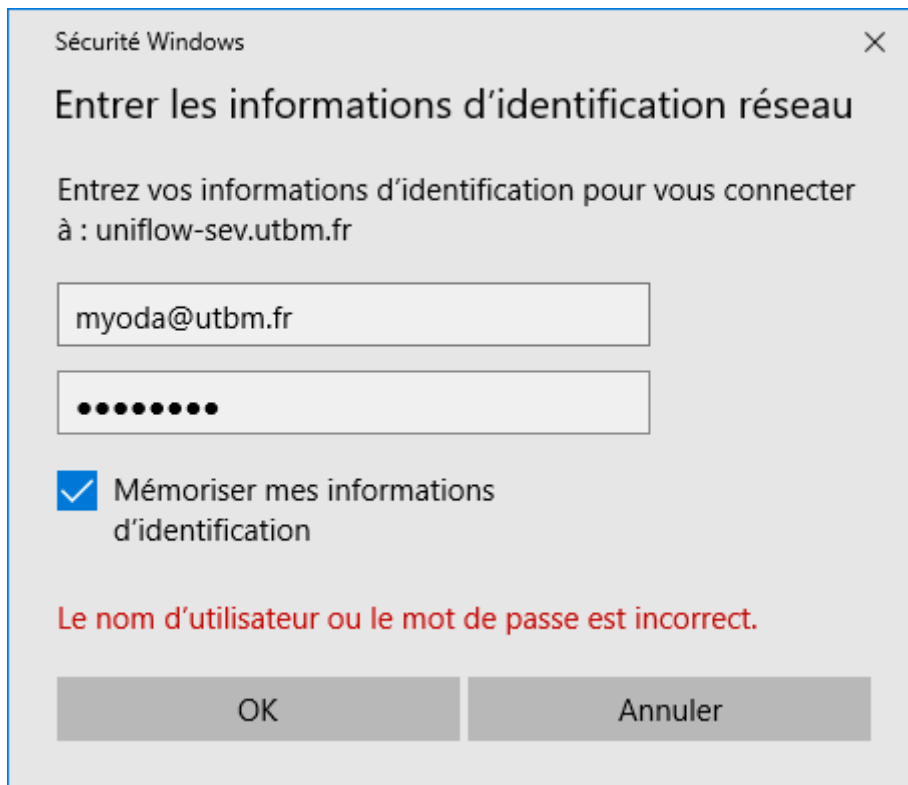 Sécurité Windows
Entrer les informations d’identification réseau
Entrez vos informations d’identification pour vous connecter
à : uniflow-sev.utbm.fr
myoda@utbm.fr
●●●●●●●●
Mémoriser mes informations
d’identification
Le nom d’utilisateur ou le mot de passe est incorrect.
OK
Annuler